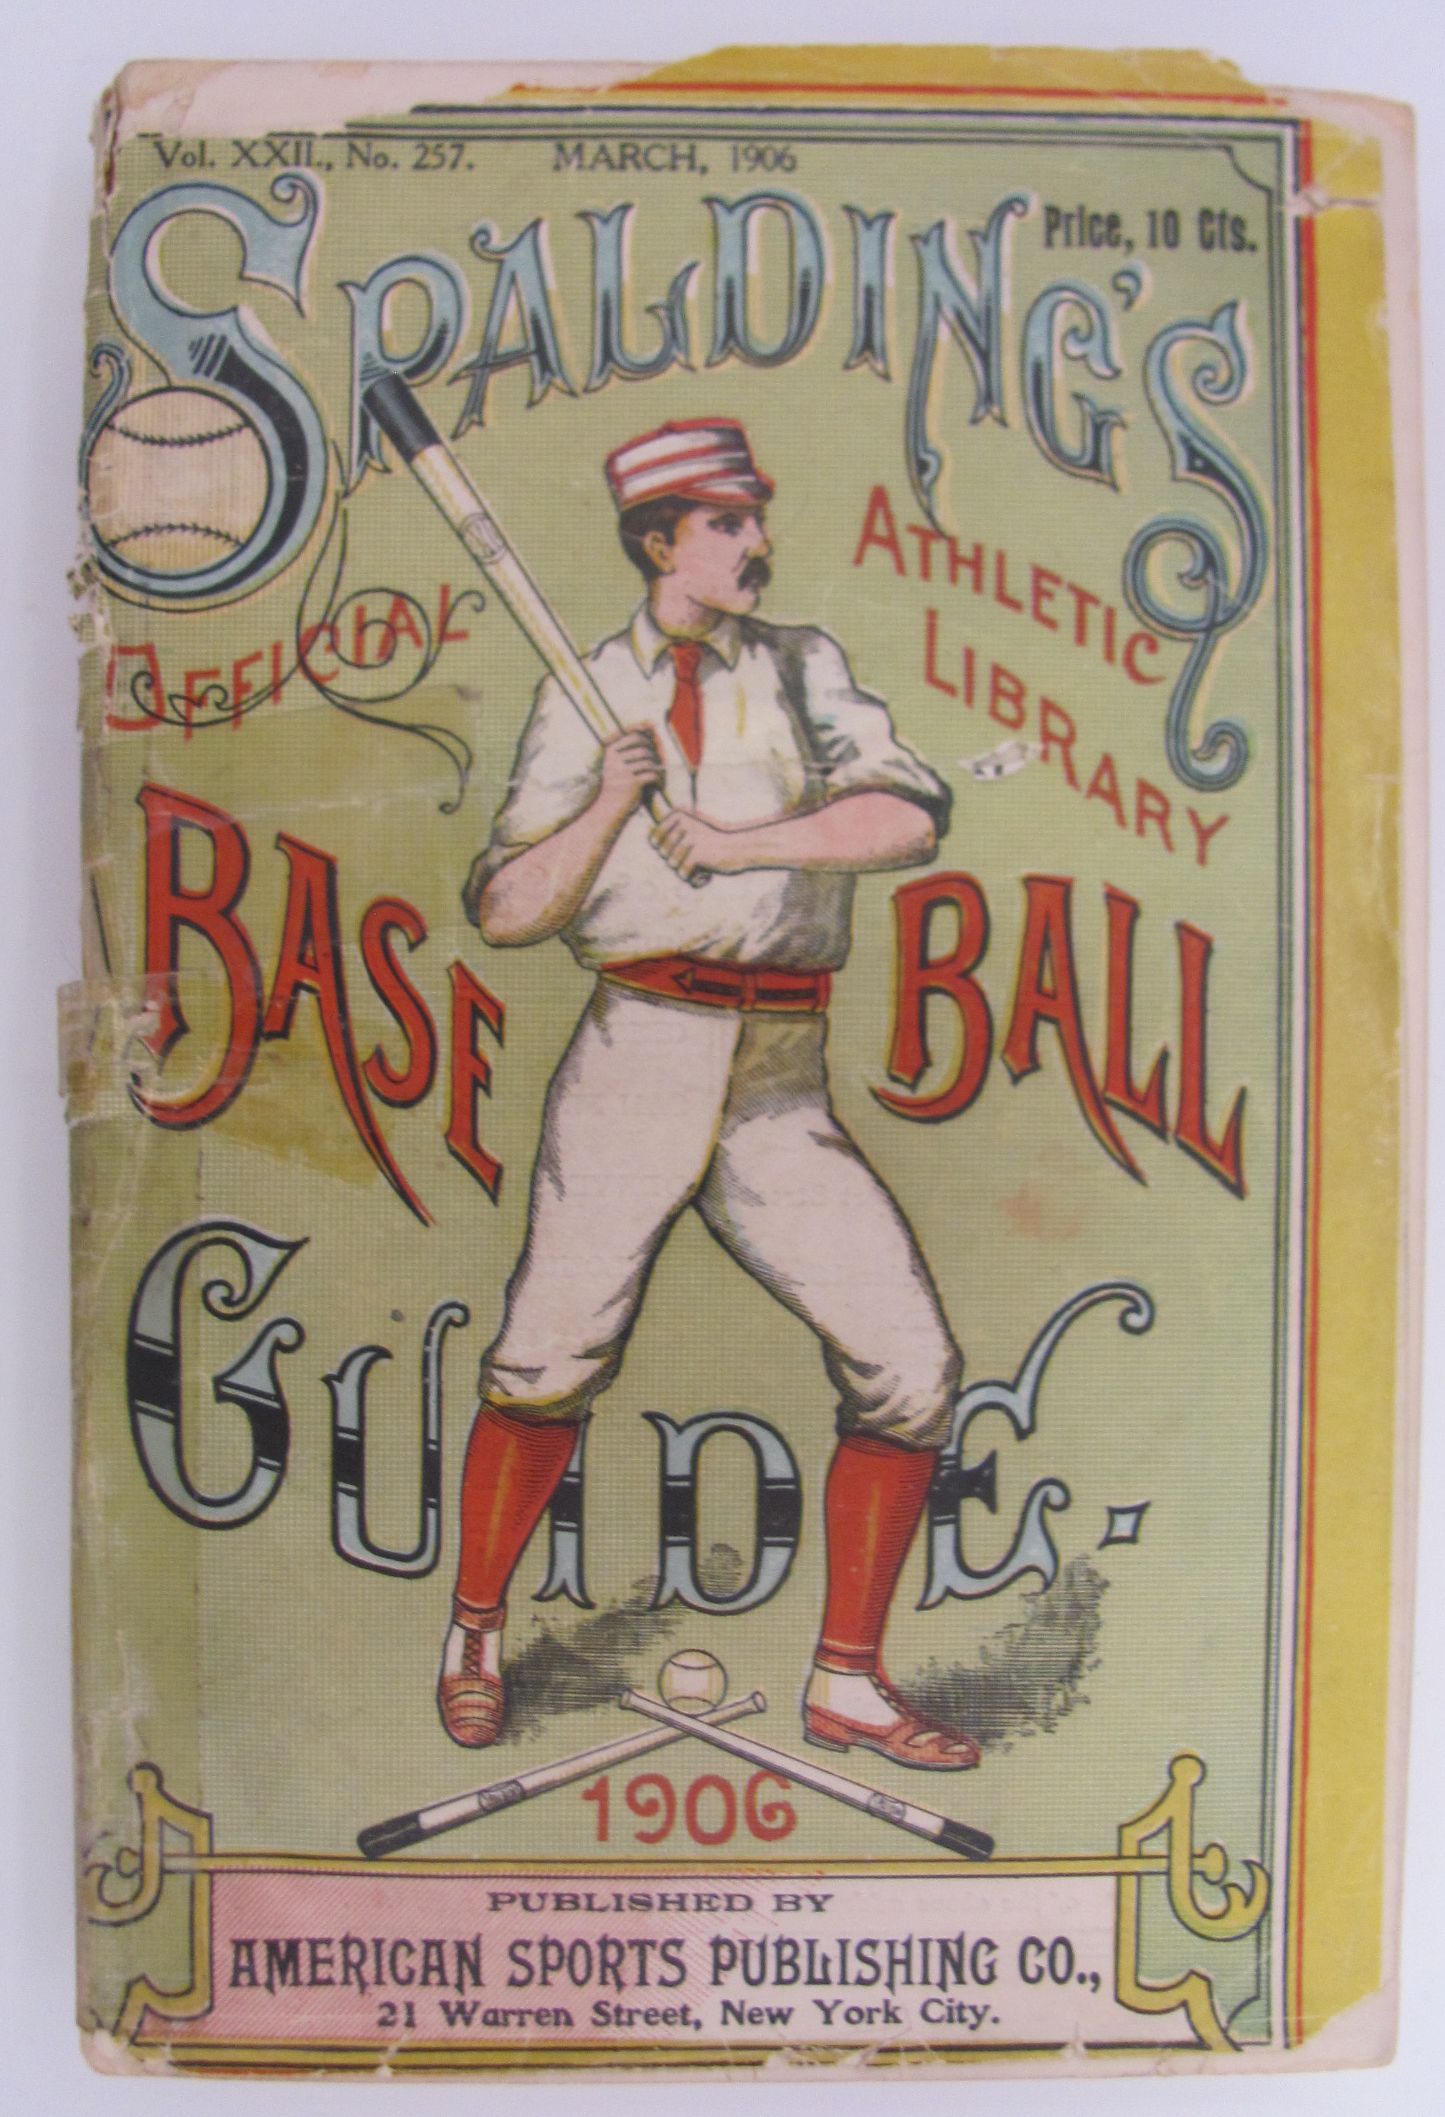 Vol. XXII., No. 257. MARCH, 1906
Price, 10 Cts.
SPALDING'S
OFFICIAL
ATHLETIC
LIBRARY
BASE BALL
GUIDE.
1906
PUBLISHED BY
AMERICAN SPORTS PUBLISHING CO.,
21 Warren Street, New York City.